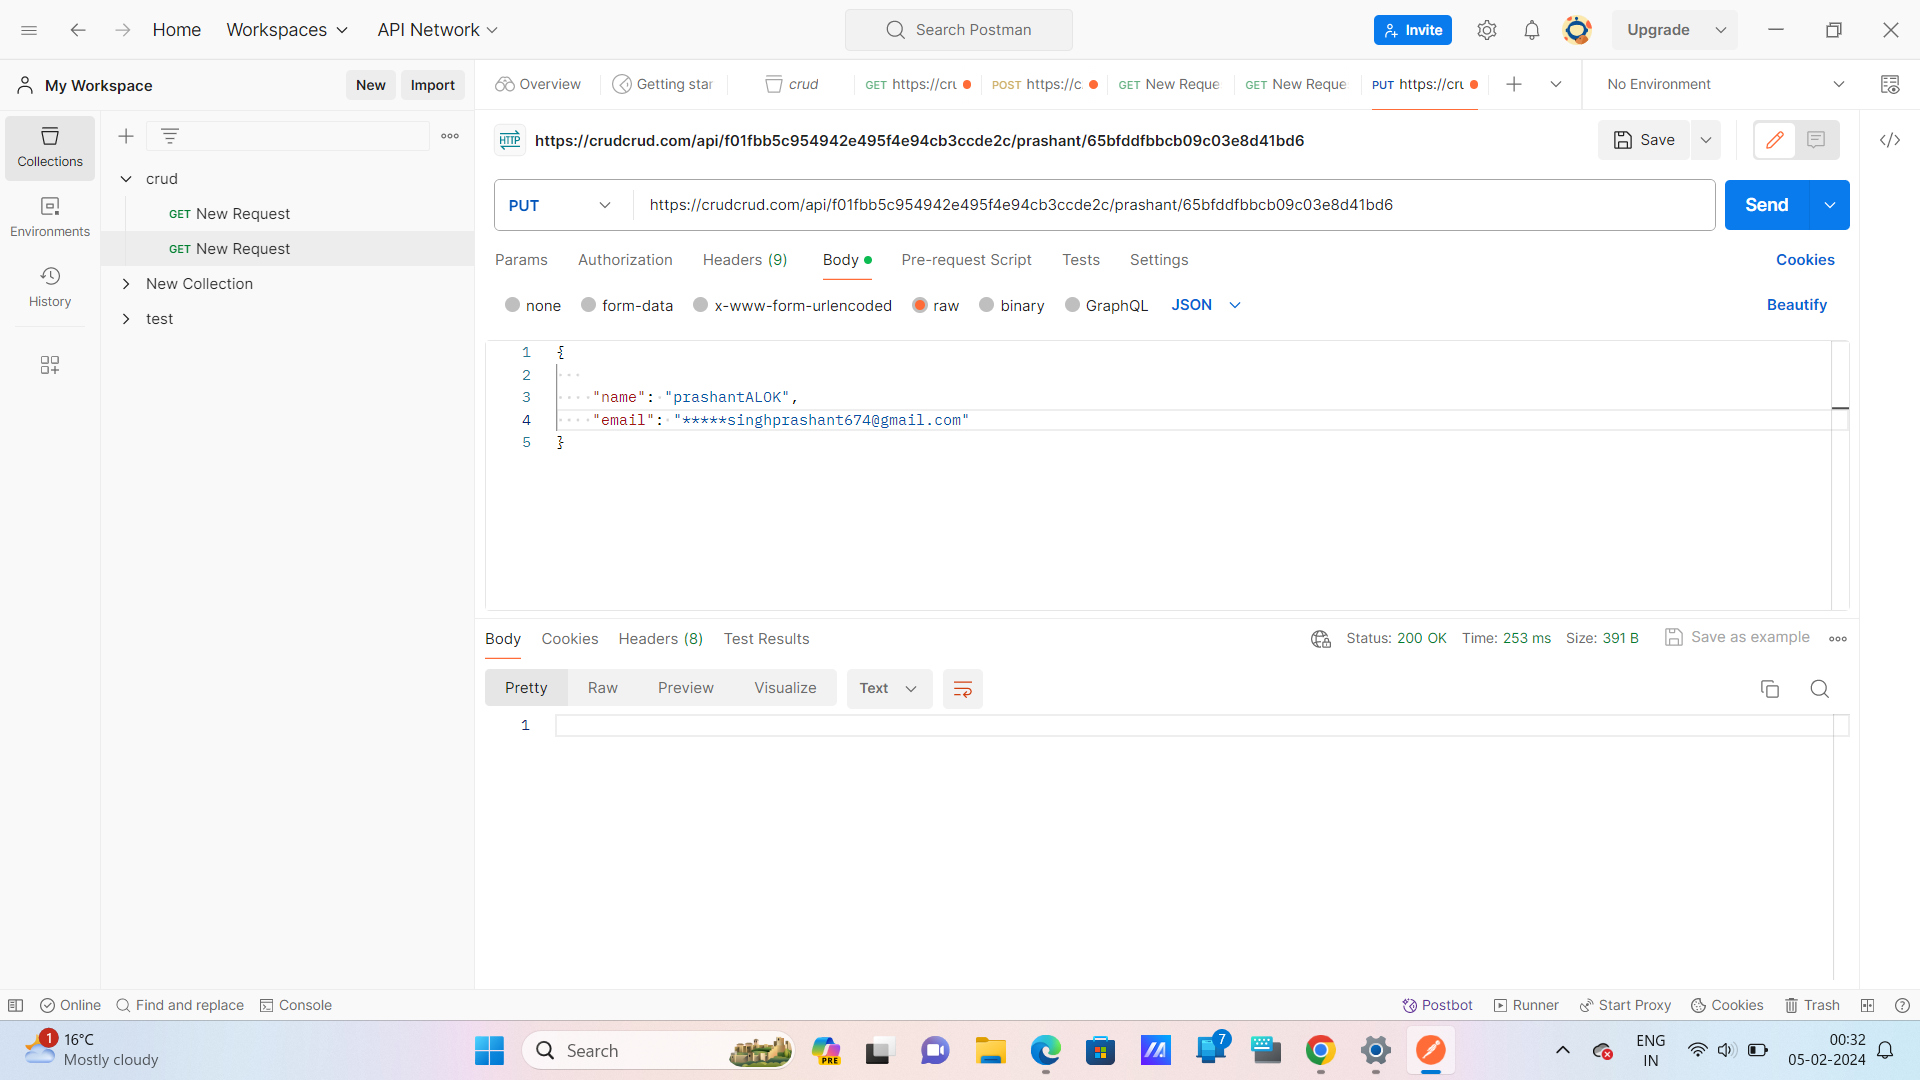 Home Workspaces API Network Search Postman Invite Upgrade
My Workspace New Import
Overview Getting star crud GET https://cru POST https://c GET New Reque GET New Reque PUT https://cru No Environment
Collections
Environments
History
crud
GET New Request
GET New Request
New Collection
test
HTTP https://crudcrud.com/api/f01fbb5c954942e495f4e94cb3ccde2c/prashant/65bfddfbbcb09c03e8d41bd6 Save
PUT https://crudcrud.com/api/f01fbb5c954942e495f4e94cb3ccde2c/prashant/65bfddfbbcb09c03e8d41bd6 Send
Params Authorization Headers (9) Body Pre-request Script Tests Settings Cookies
none form-data x-www-form-urlencoded raw binary GraphQL JSON Beautify
1 {
2
3 "name": "prashantALOK",
4 "email": "*****singhprashant674@gmail.com"
5 }
Body Cookies Headers (8) Test Results Status: 200 OK Time: 253 ms Size: 391 B Save as example
Pretty Raw Preview Visualize Text
1
Online Find and replace Console Postbot Runner Start Proxy Cookies Trash
1 16°C
Mostly cloudy
Search
PRE
7
ENG
IN
00:32
05-02-2024